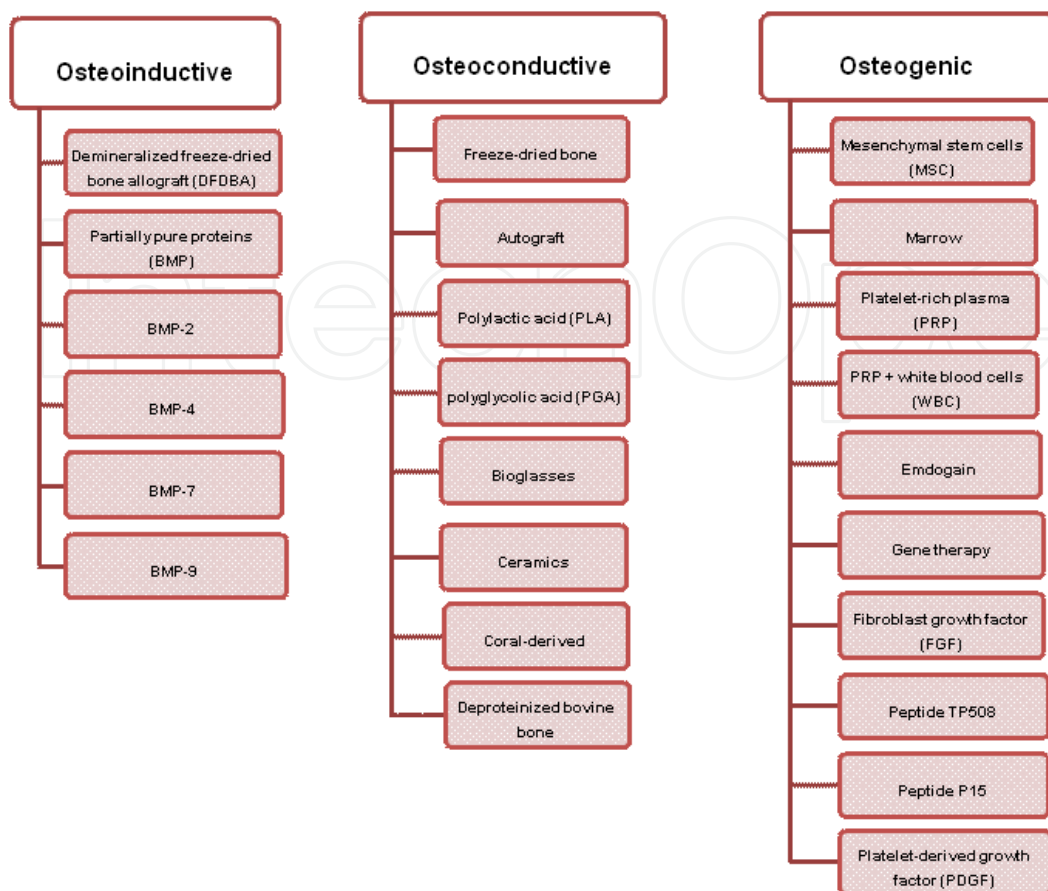 Osteoinductive
Demineralized freeze-dried
bone allograft (DFDBA)
Partially pure proteins
(BMP)
BMP-2
BMP-4
BMP-7
BMP-9
Osteoconductive
Freeze-dried bone
Autograft
Polylactic acid (PLA)
polyglycolic acid (PGA)
Bioglasses
Ceramics
Coral-derived
Deproteinized bovine
bone
Osteogenic
Mesenchymal stem cells
(MSC)
Marrow
Platelet-rich plasma
(PRP)
PRP + white blood cells
(WBC)
Emdogain
Gene therapy
Fibroblast growth factor
(FGF)
Peptide TP508
Peptide P15
Platelet-derived growth
factor (PDGF)